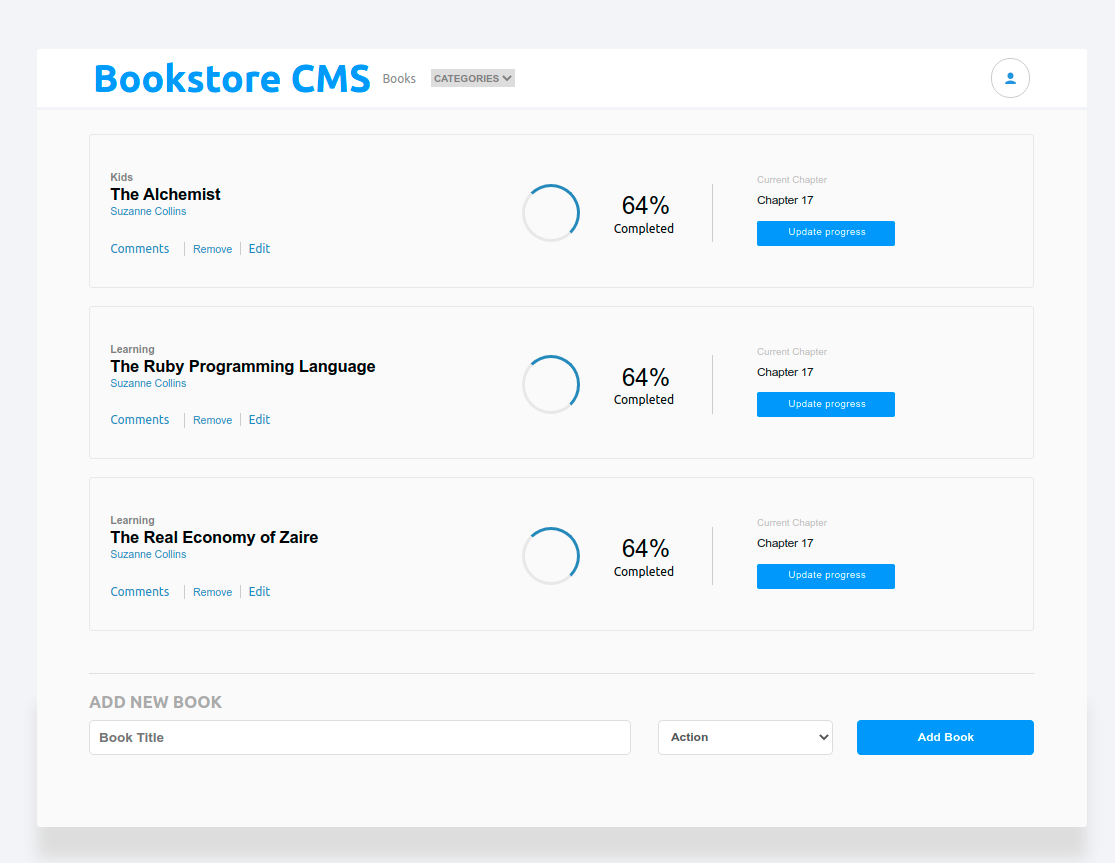 Bookstore CMS Books CATEGORIES
Kids
The Alchemist
Suzanne Collins
Comments Remove Edit
64%
Completed
Current Chapter
Chapter 17
Update progress
Learning
The Ruby Programming Language
Suzanne Collins
Comments Remove Edit
64%
Completed
Current Chapter
Chapter 17
Update progress
Learning
The Real Economy of Zaire
Suzanne Collins
Comments Remove Edit
64%
Completed
Current Chapter
Chapter 17
Update progress
ADD NEW BOOK
Book Title Action Add Book